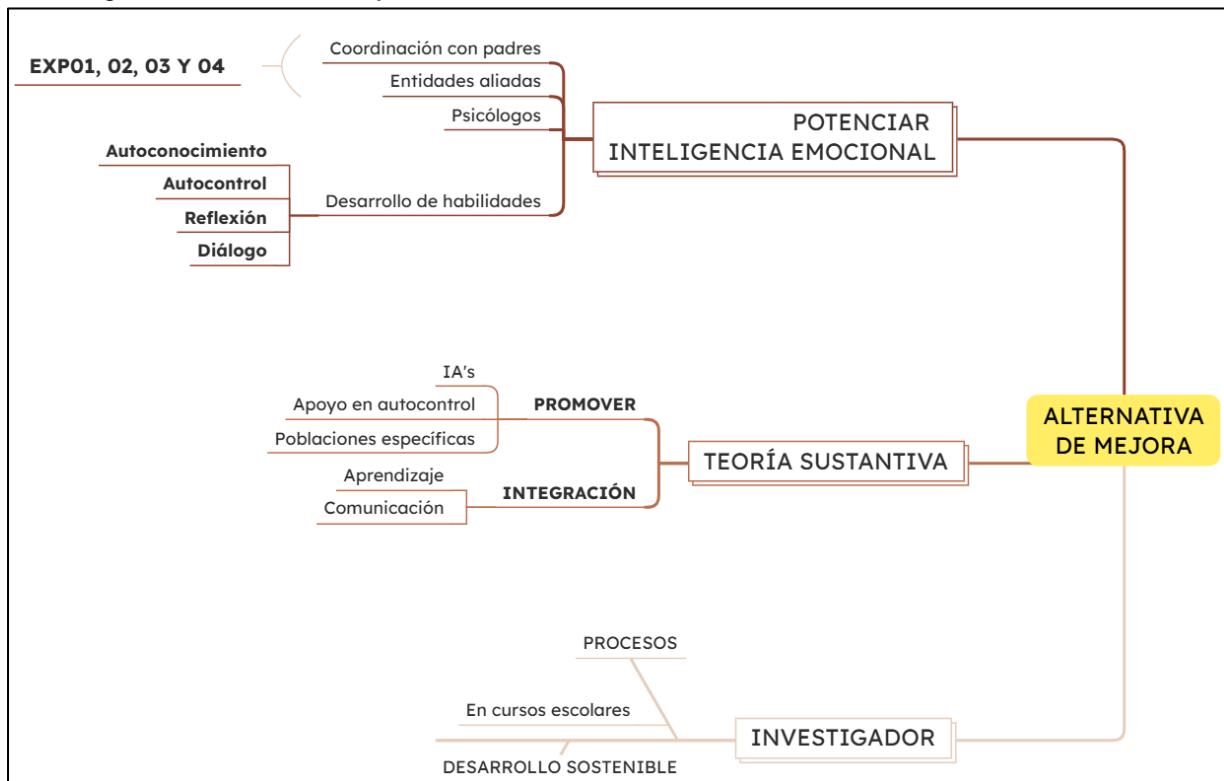 Coordinación con padres
EXP01, 02, 03 Y 04
Entidades aliadas
Psicólogos
POTENCIAR
INTELIGENCIA EMOCIONAL
Autoconocimiento
Autocontrol
Desarrollo de habilidades
Reflexión
Diálogo
IA's
Apoyo en autocontrol
PROMOVER
Poblaciones específicas
ALTERNATIVA
DE MEJORA
TEORÍA SUSTANTIVA
Aprendizaje
INTEGRACIÓN
Comunicación
PROCESOS
En cursos escolares
INVESTIGADOR
DESARROLLO SOSTENIBLE